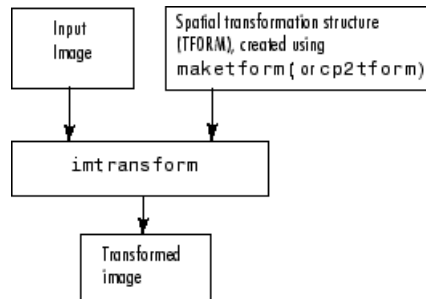 Input
Image
Spatial transformation structure
(TFORM), created using
maketform( or cp2tform)
imtransform
Transformed
image